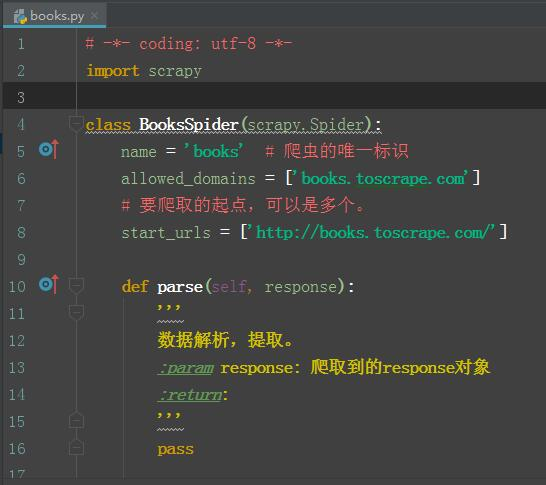 books.py
1 # -*- coding: utf-8 -*-
2 import scrapy
3
4 class BooksSpider(scrapy.Spider):
5 name = 'books' # 爬虫的唯一标识
6 allowed_domains = ['books.toscrape.com']
7 # 要爬取的起点，可以是多个。
8 start_urls = ['http://books.toscrape.com/']
9
10 def parse(self, response):
11 '''
12 数据解析，提取。
13 :param response: 爬取到的response对象
14 :return:
15 '''
16 pass
17